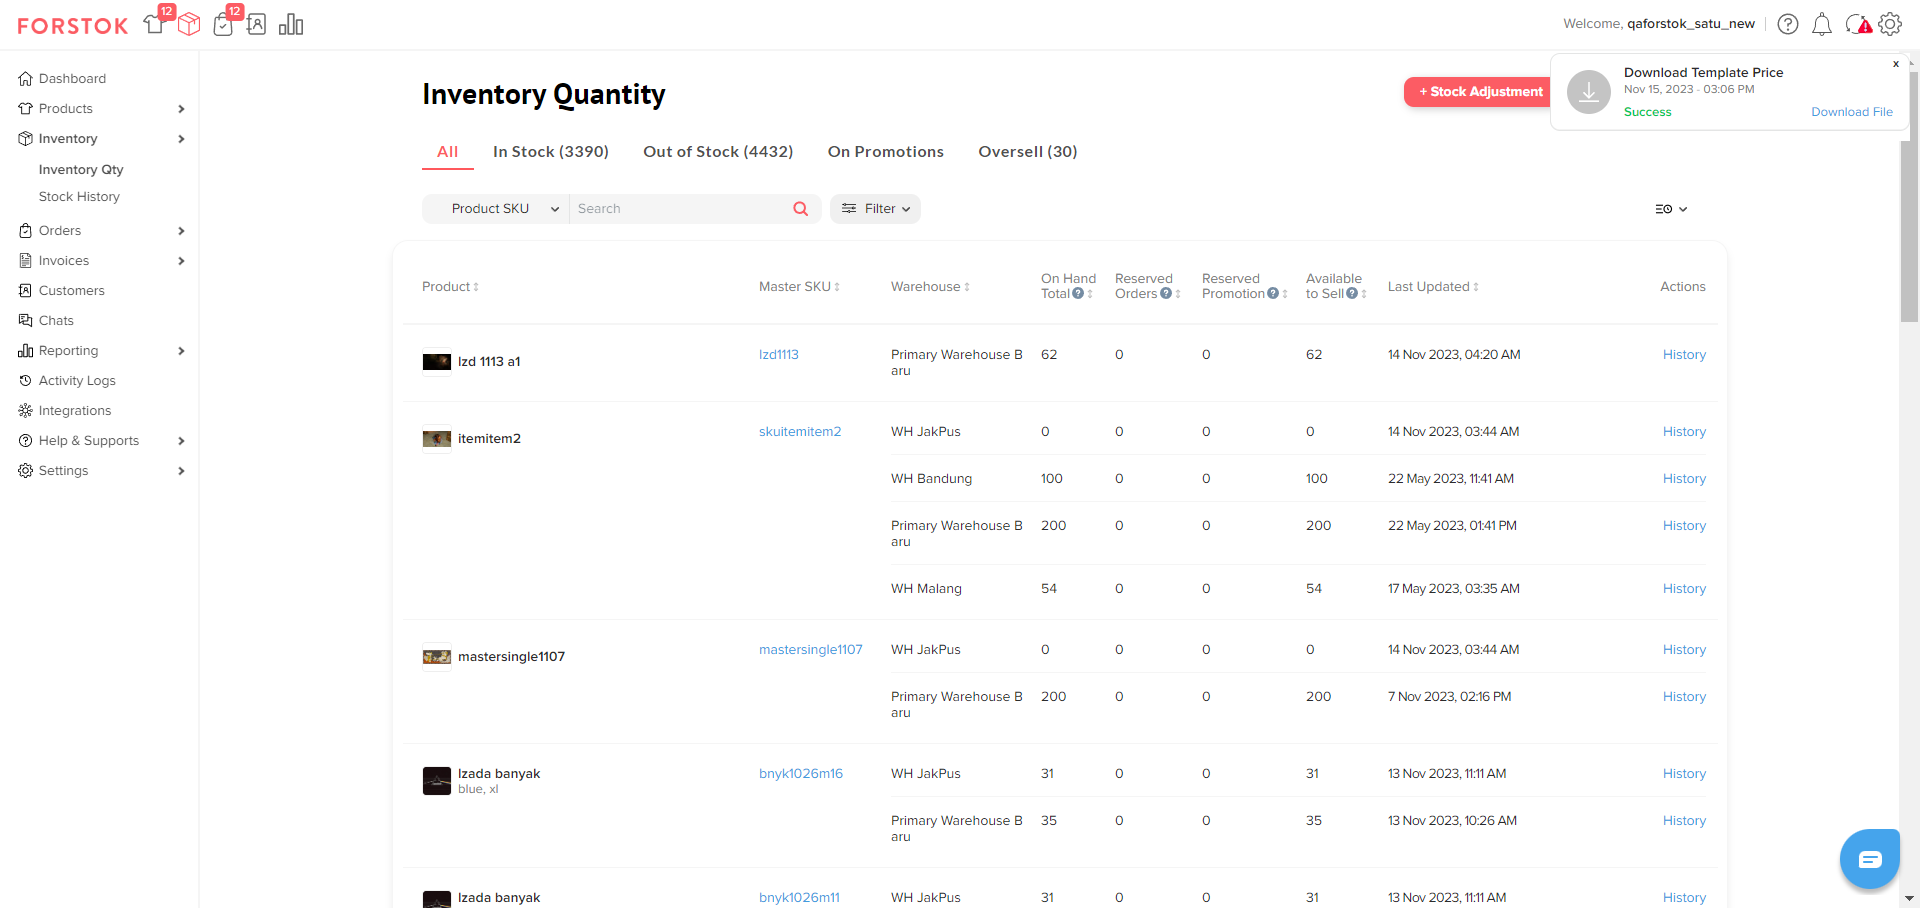 FORSTOK
12
12
Welcome, qaforstok_satu_new
Download Template Price
Nov 15, 2023 - 03:06 PM
Success
Download File
x
Dashboard
Products
Inventory
Inventory Qty
Stock History
Orders
Invoices
Customers
Chats
Reporting
Activity Logs
Integrations
Help & Supports
Settings
Inventory Quantity
+ Stock Adjustment
All
In Stock (3390)
Out of Stock (4432)
On Promotions
Oversell (30)
Product SKU
Search
Filter
Product
Master SKU
Warehouse
On Hand
Total
Reserved
Orders
Reserved
Promotion
Available
to Sell
Last Updated
Actions
lzd 1113 a1
lzd1113
Primary Warehouse B
aru
62
0
0
62
14 Nov 2023, 04:20 AM
History
itemitem2
skuitemitem2
WH JakPus
0
0
0
0
14 Nov 2023, 03:44 AM
History
WH Bandung
100
0
0
100
22 May 2023, 11:41 AM
History
Primary Warehouse B
aru
200
0
0
200
22 May 2023, 01:41 PM
History
WH Malang
54
0
0
54
17 May 2023, 03:35 AM
History
mastersingle1107
mastersingle1107
WH JakPus
0
0
0
0
14 Nov 2023, 03:44 AM
History
Primary Warehouse B
aru
200
0
0
200
7 Nov 2023, 02:16 PM
History
lzada banyak
blue, xl
bnyk1026m16
WH JakPus
31
0
0
31
13 Nov 2023, 11:11 AM
History
Primary Warehouse B
aru
35
0
0
35
13 Nov 2023, 10:26 AM
History
lzada banyak
bnyk1026m11
WH JakPus
31
0
0
31
13 Nov 2023, 11:11 AM
History